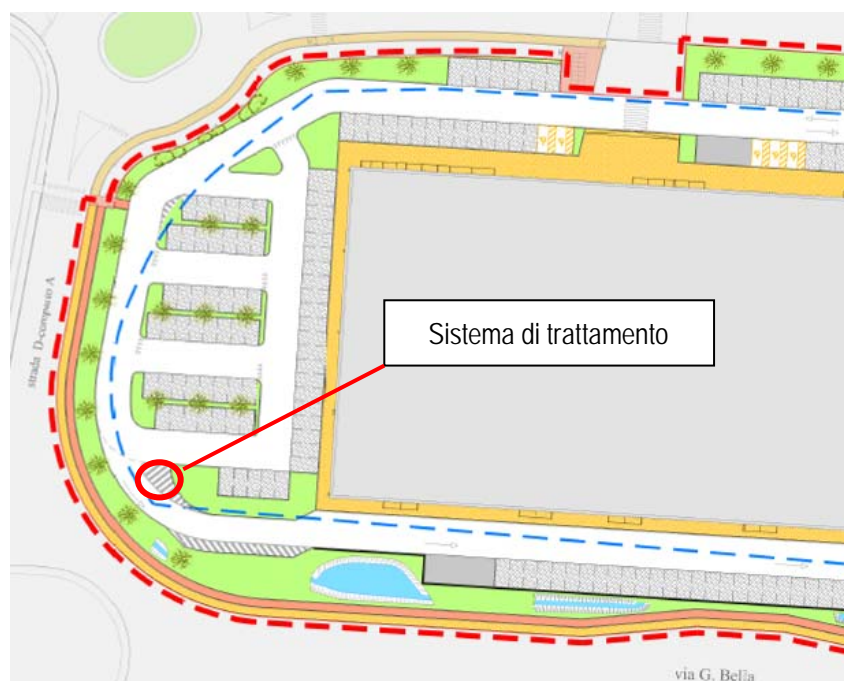 Sistema di trattamento
strada D-comparto A
via G. Bella